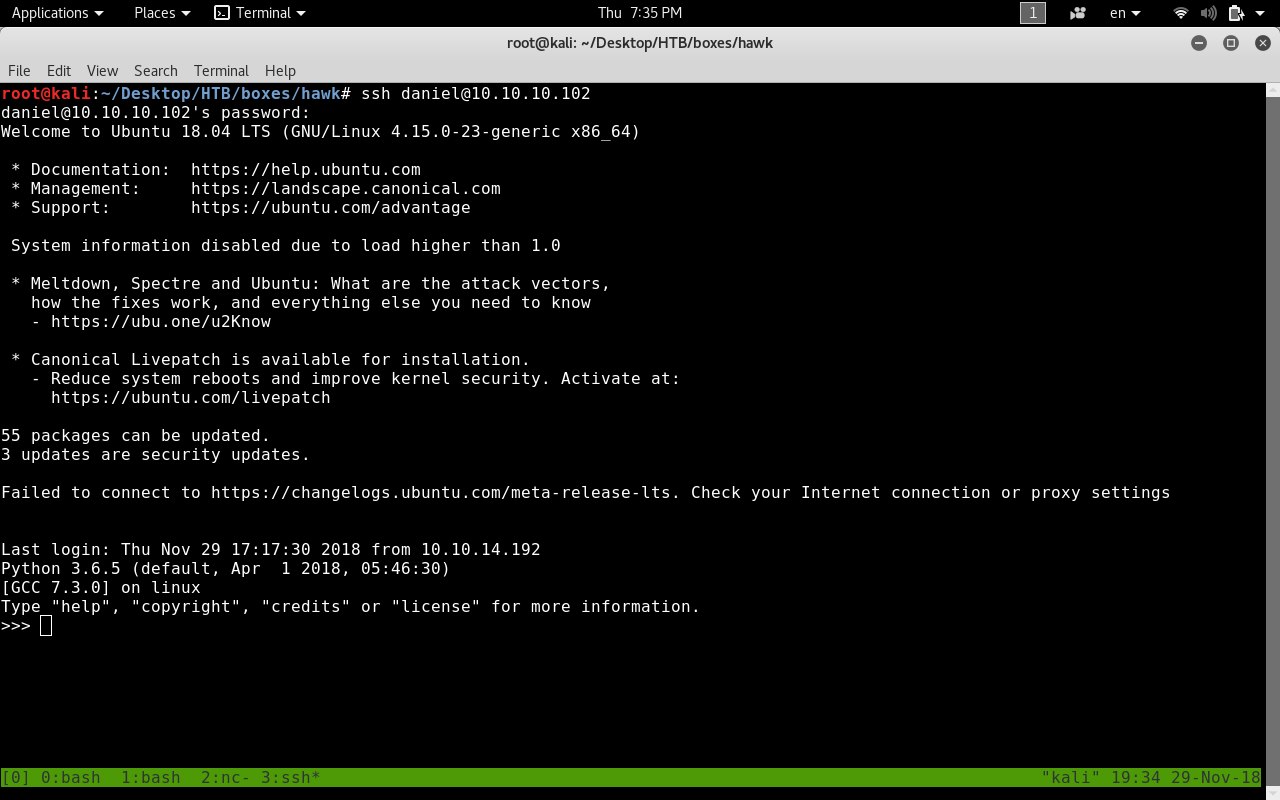 Applications Places Terminal Thu 7:35 PM 1 en
root@kali: ~/Desktop/HTB/boxes/hawk
File Edit View Search Terminal Help
root@kali:~/Desktop/HTB/boxes/hawk# ssh daniel@10.10.10.102
daniel@10.10.10.102's password:
Welcome to Ubuntu 18.04 LTS (GNU/Linux 4.15.0-23-generic x86_64)
* Documentation:  https://help.ubuntu.com
* Management:     https://landscape.canonical.com
* Support:        https://ubuntu.com/advantage
System information disabled due to load higher than 1.0
* Meltdown, Spectre and Ubuntu: What are the attack vectors,
how the fixes work, and everything else you need to know
- https://ubu.one/u2Know
* Canonical Livepatch is available for installation.
- Reduce system reboots and improve kernel security. Activate at:
https://ubuntu.com/livepatch
55 packages can be updated.
3 updates are security updates.
Failed to connect to https://changelogs.ubuntu.com/meta-release-lts. Check your Internet connection or proxy settings
Last login: Thu Nov 29 17:17:30 2018 from 10.10.14.192
Python 3.6.5 (default, Apr  1 2018, 05:46:30)
[GCC 7.3.0] on linux
Type "help", "copyright", "credits" or "license" for more information.
>>>
[0] 0:bash  1:bash  2:nc- 3:ssh* "kali" 19:34 29-Nov-18